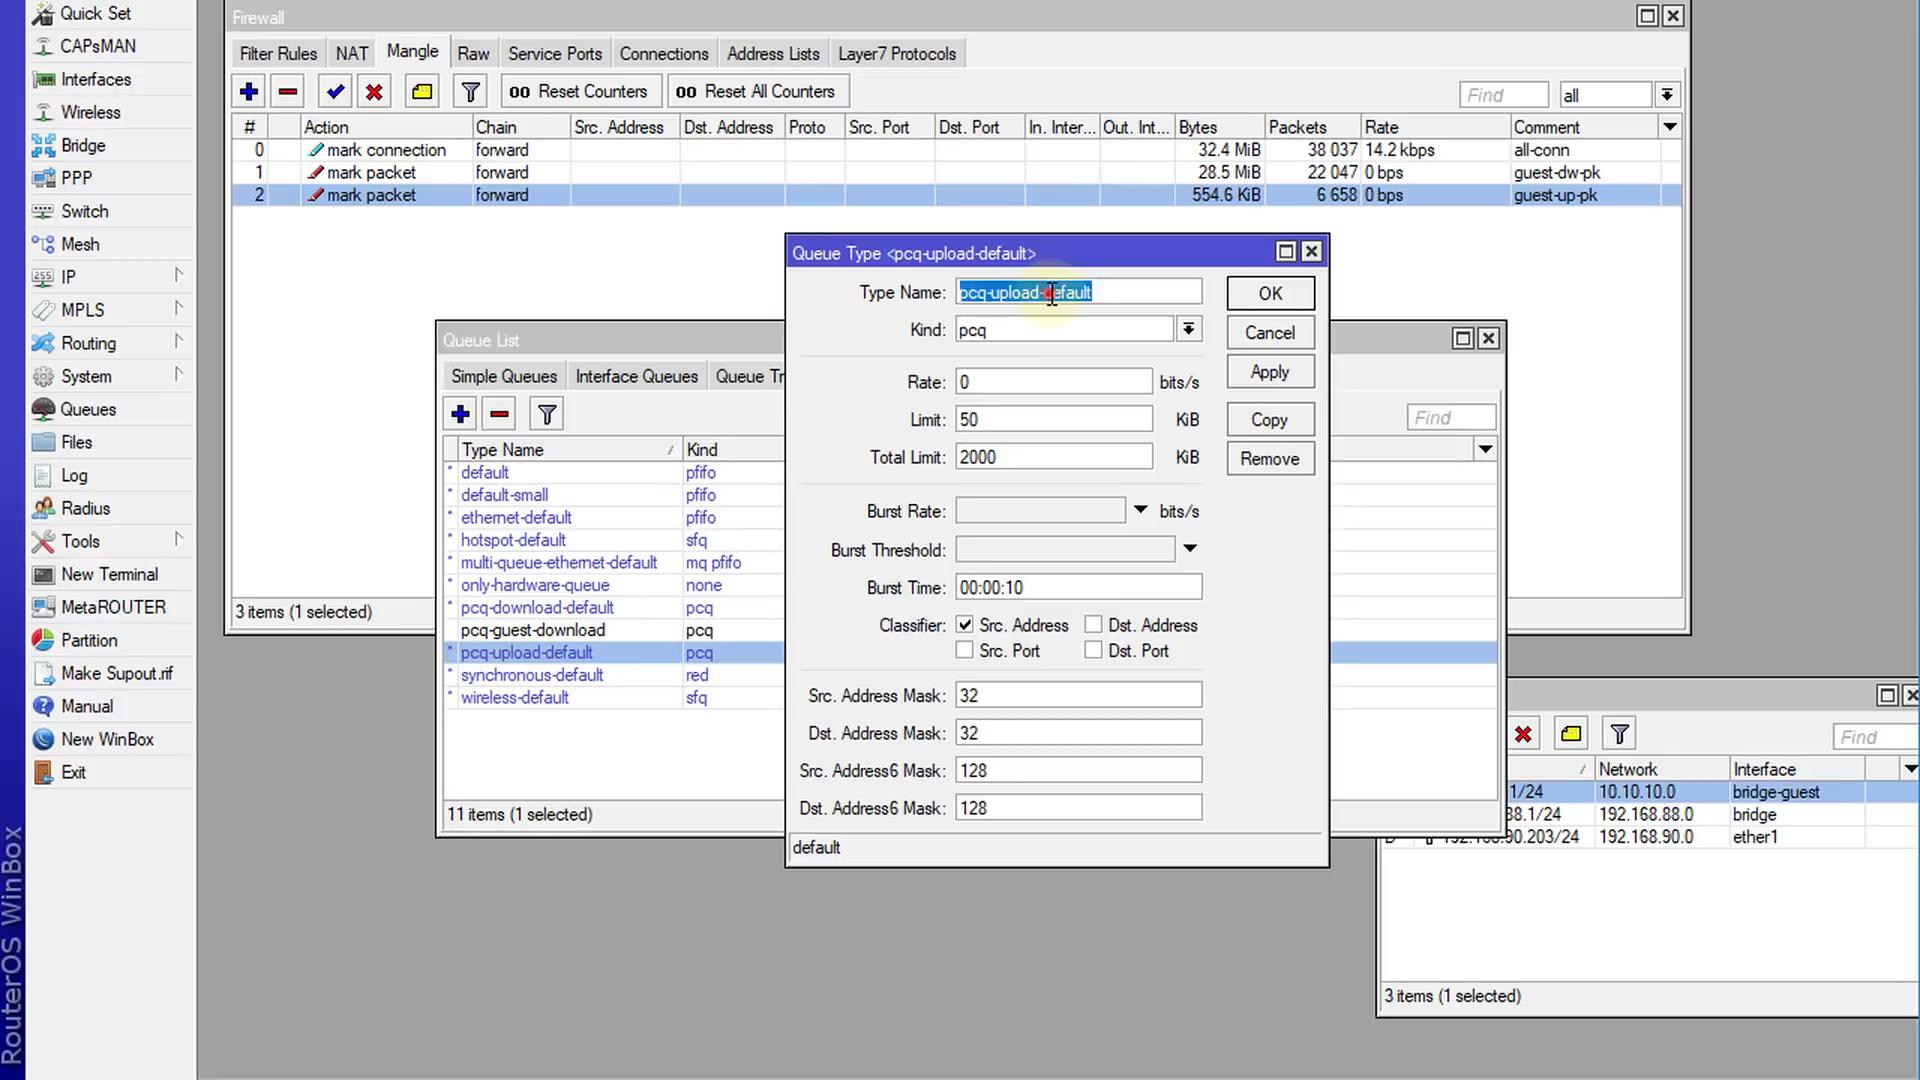 Quick Set
CAPsMAN
Interfaces
Wireless
Bridge
PPP
Switch
Mesh
IP
MPLS
Routing
System
Queues
Files
Log
Radius
Tools
New Terminal
MetaROUTER
Partition
Make Supout.rif
Manual
New WinBox
Exit
RouterOS WinBox
Firewall
Filter Rules NAT Mangle Raw Service Ports Connections Address Lists Layer7 Protocols
00 Reset Counters 00 Reset All Counters Find all
# Action Chain Src. Address Dst. Address Proto Src. Port Dst. Port In. Inter... Out. Int... Bytes Packets Rate Comment
0 mark connection forward 32.4 MiB 38 037 14.2 kbps all-conn
1 mark packet forward 28.5 MiB 22 047 0 bps guest-dw-pk
2 mark packet forward 554.6 KiB 6 658 0 bps guest-up-pk
3 items (1 selected)
Queue List
Simple Queues Interface Queues Queue Tr
Find
Type Name / Kind
* default pfifo
* default-small pfifo
* ethernet-default pfifo
* hotspot-default sfq
* multi-queue-ethernet-default mq pfifo
* only-hardware-queue none
* pcq-download-default pcq
pcq-guest-download pcq
* pcq-upload-default pcq
* synchronous-default red
* wireless-default sfq
11 items (1 selected)
Queue Type <pcq-upload-default>
Type Name: pcq-upload-default OK
Kind: pcq Cancel
Rate: 0 bits/s Apply
Limit: 50 KiB Copy
Total Limit: 2000 KiB Remove
Burst Rate: bits/s
Burst Threshold:
Burst Time: 00:00:10
Classifier: Src. Address Dst. Address
Src. Port Dst. Port
Src. Address Mask: 32
Dst. Address Mask: 32
Src. Address6 Mask: 128
Dst. Address6 Mask: 128
default
Find
/ Network Interface
1/24 10.10.10.0 bridge-guest
88.1/24 192.168.88.0 bridge
192.168.90.203/24 192.168.90.0 ether1
3 items (1 selected)